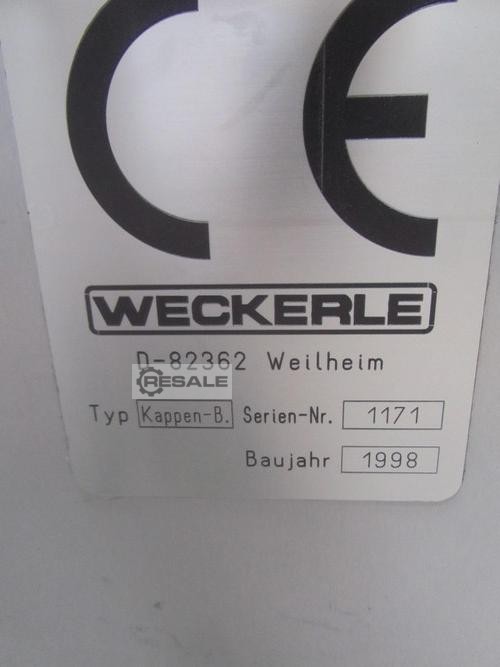 CE
WECKERLE
D-82362 Weilheim
RESALE
Typ Kappen-B. Serien-Nr. 1171
Baujahr 1998